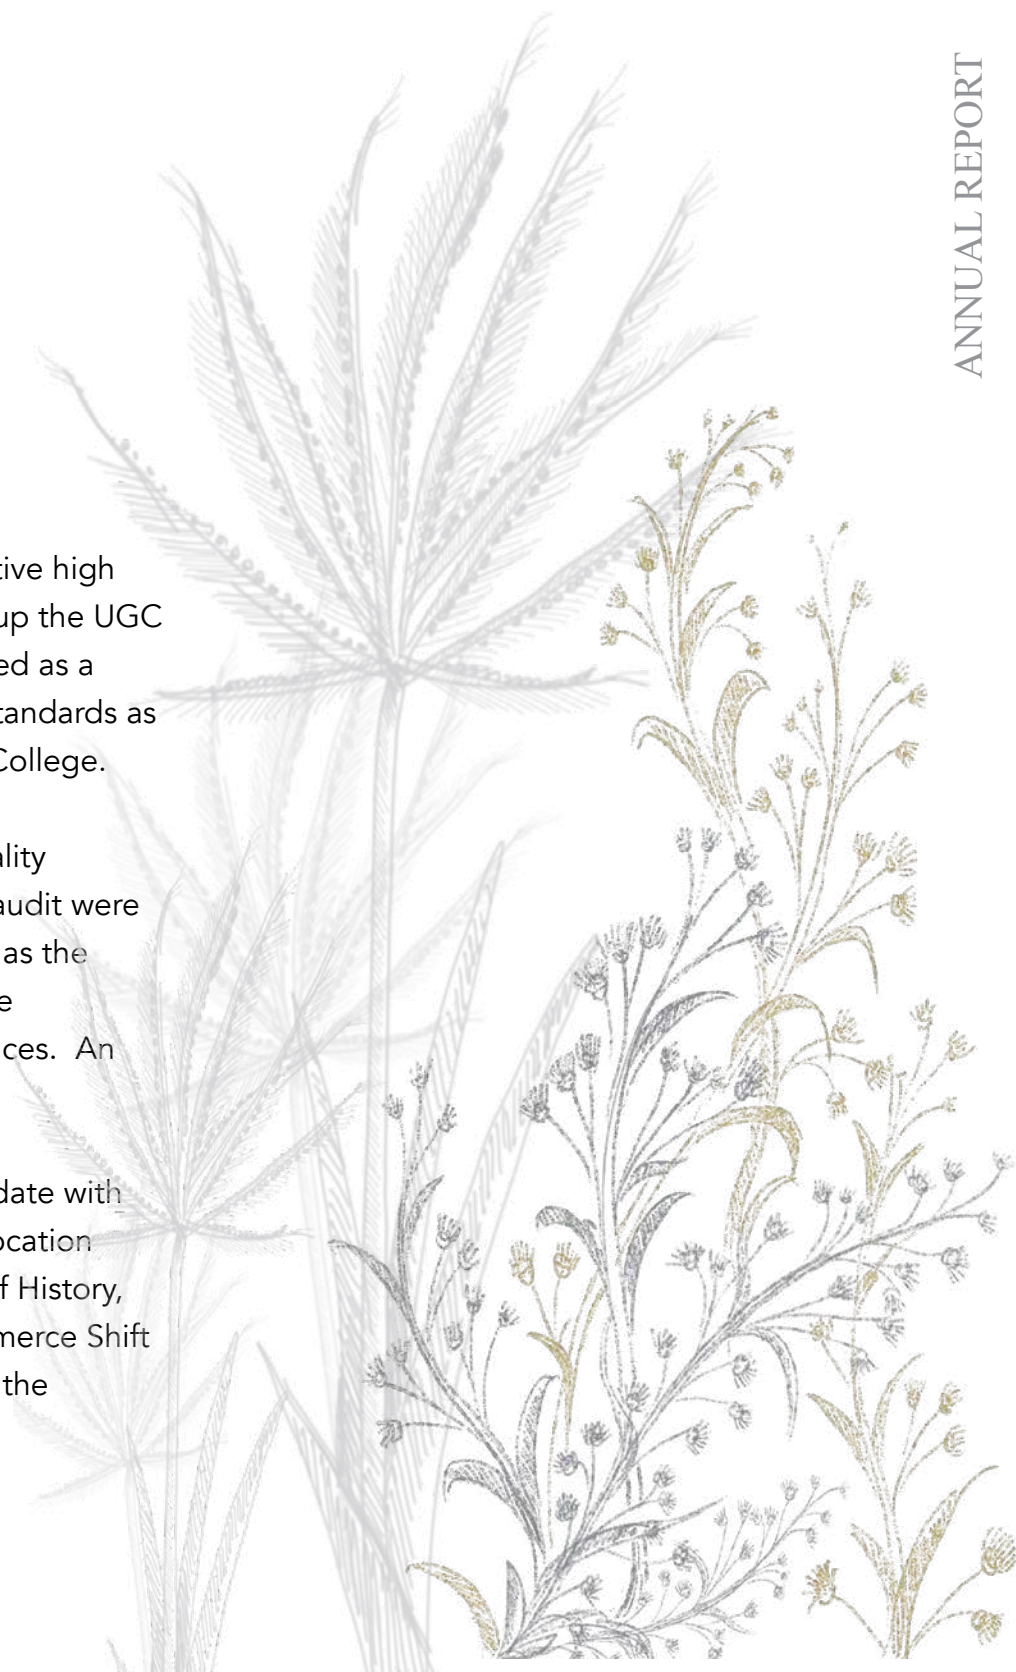 ANNUAL REPORT
tive high
up the UGC
ed as a
tandards as
College.
ality
audit were
as the
e
ces. An
date with
ocation
f History,
merce Shift
the